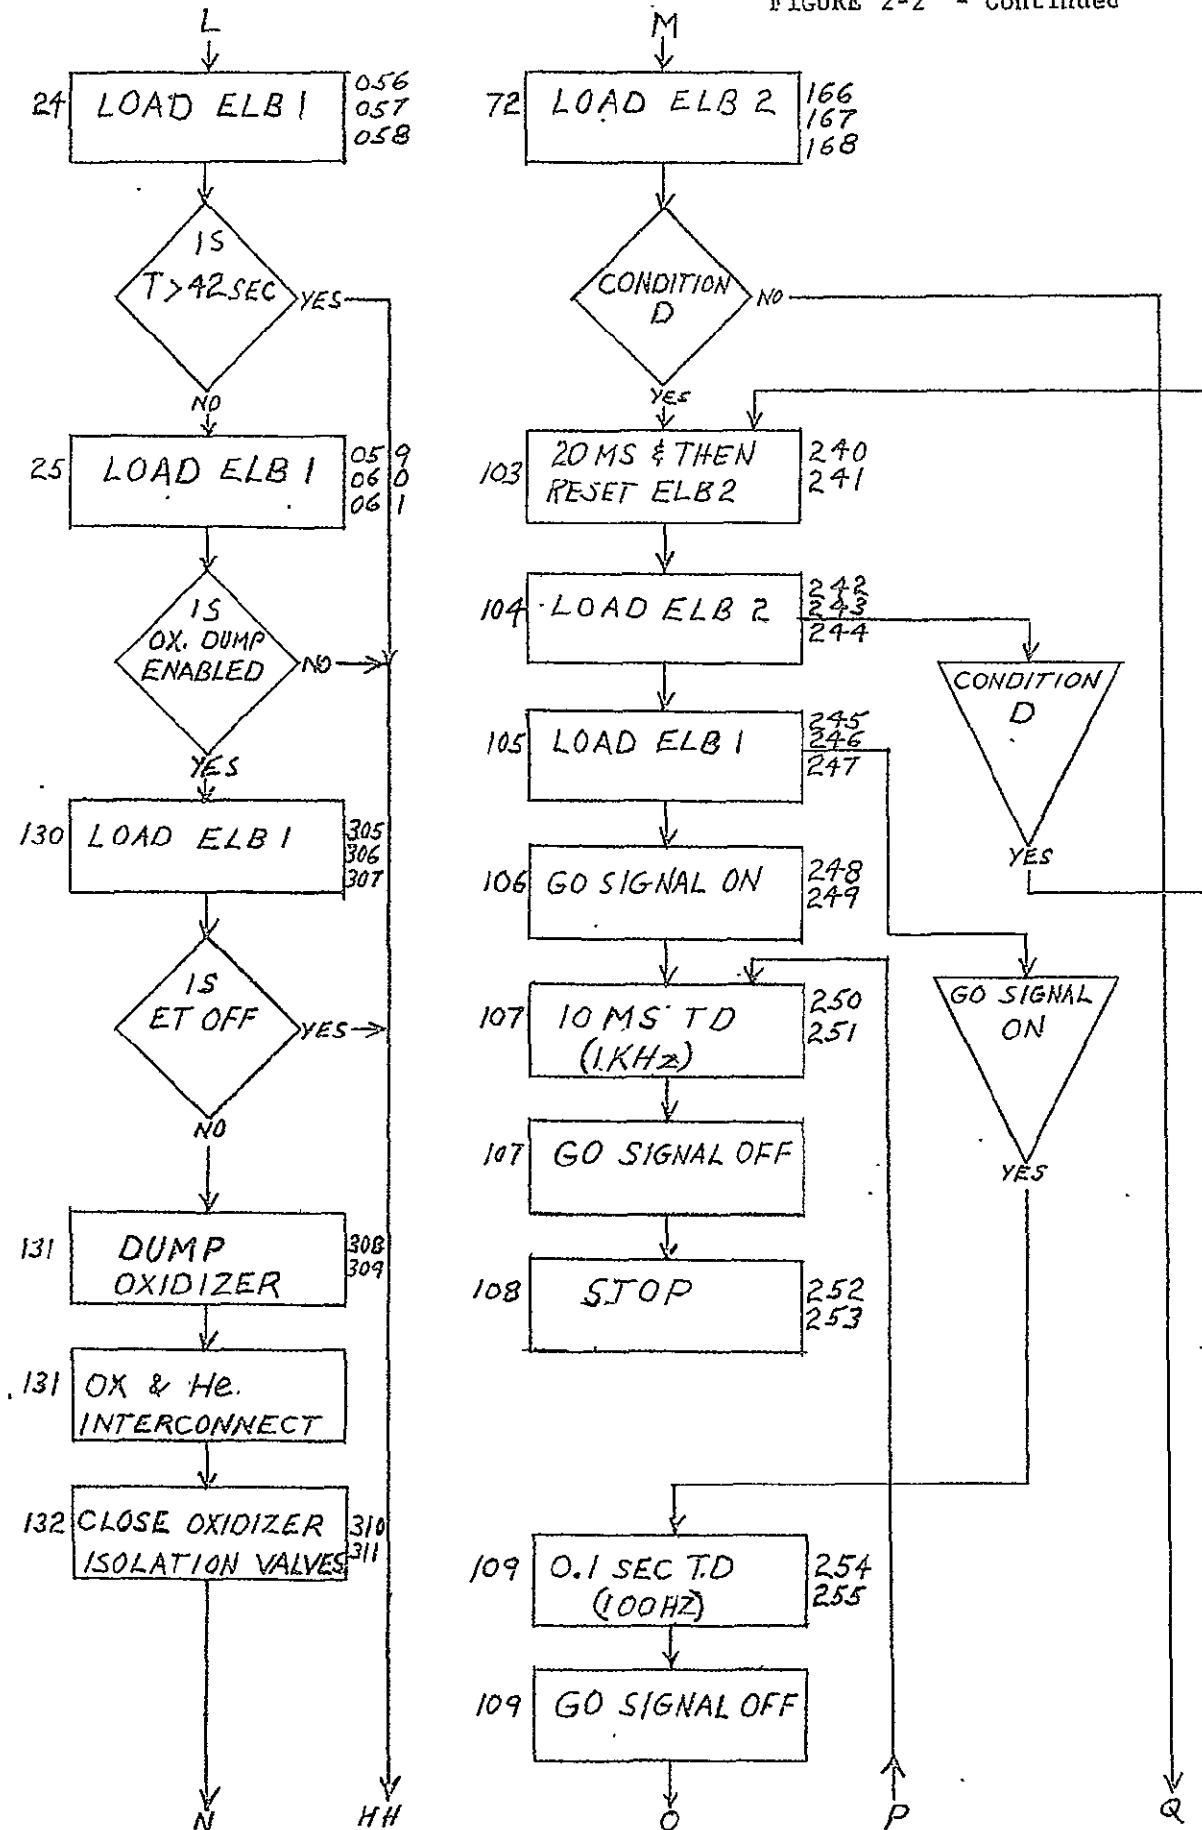 FIGURE 2-2 - Continued
L
24
LOAD ELB 1
056
057
058
IS
T > 42 SEC
YES
NO
25
LOAD ELB 1
059
060
061
IS
OX. DUMP
ENABLED
NO
YES
130
LOAD ELB 1
305
306
307
IS
ET OFF
YES
NO
131
DUMP
OXIDIZER
308
309
131
OX & He.
INTERCONNECT
132
CLOSE OXIDIZER
ISOLATION VALVES
310
311
N
HH
M
72
LOAD ELB 2
166
167
168
CONDITION
D
NO
YES
103
20 MS & THEN
RESET ELB2
240
241
104
LOAD ELB 2
242
243
244
CONDITION
D
YES
105
LOAD ELB 1
245
246
247
106
GO SIGNAL ON
248
249
GO SIGNAL
ON
YES
107
10 MS TD
(1 KHz)
250
251
107
GO SIGNAL OFF
108
STOP
252
253
109
0.1 SEC T.D
(100 HZ)
254
255
109
GO SIGNAL OFF
O
P
Q